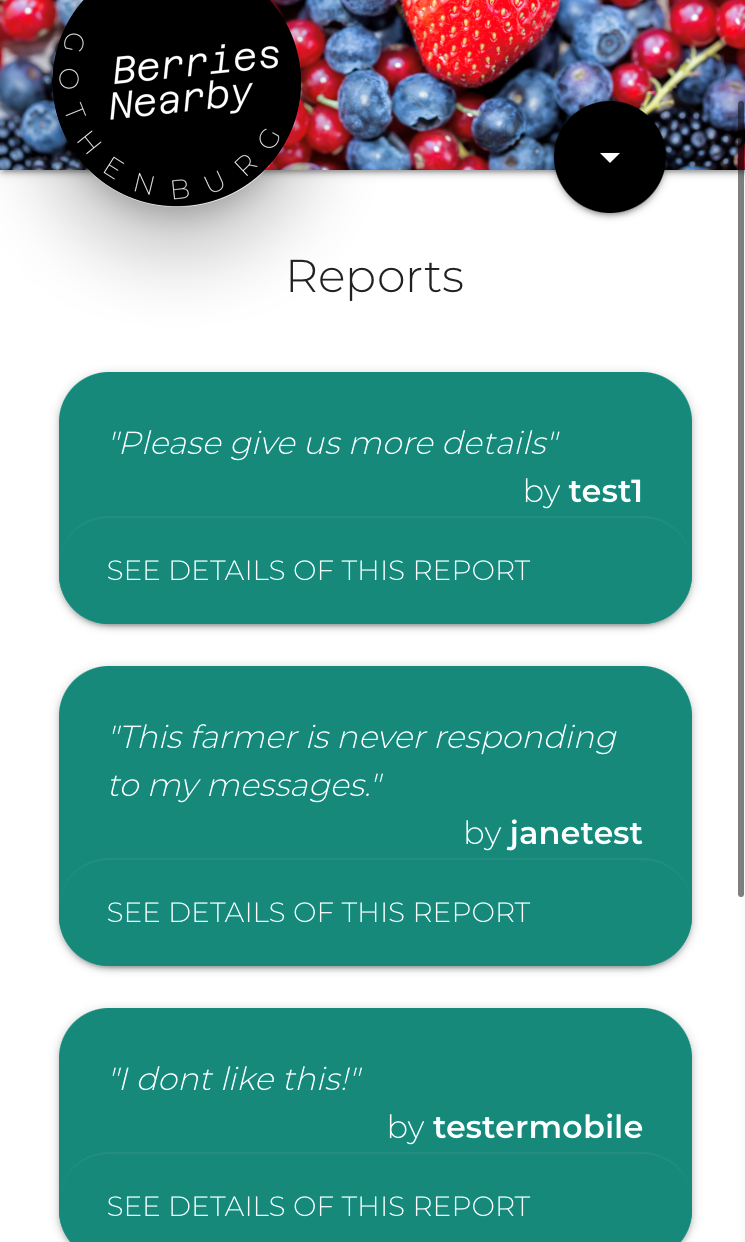 Berries
Nearby
GOTHENBURG
Reports
"Please give us more details"
by test1
SEE DETAILS OF THIS REPORT
"This farmer is never responding
to my messages."
by janetest
SEE DETAILS OF THIS REPORT
"I dont like this!"
by testermobile
SEE DETAILS OF THIS REPORT